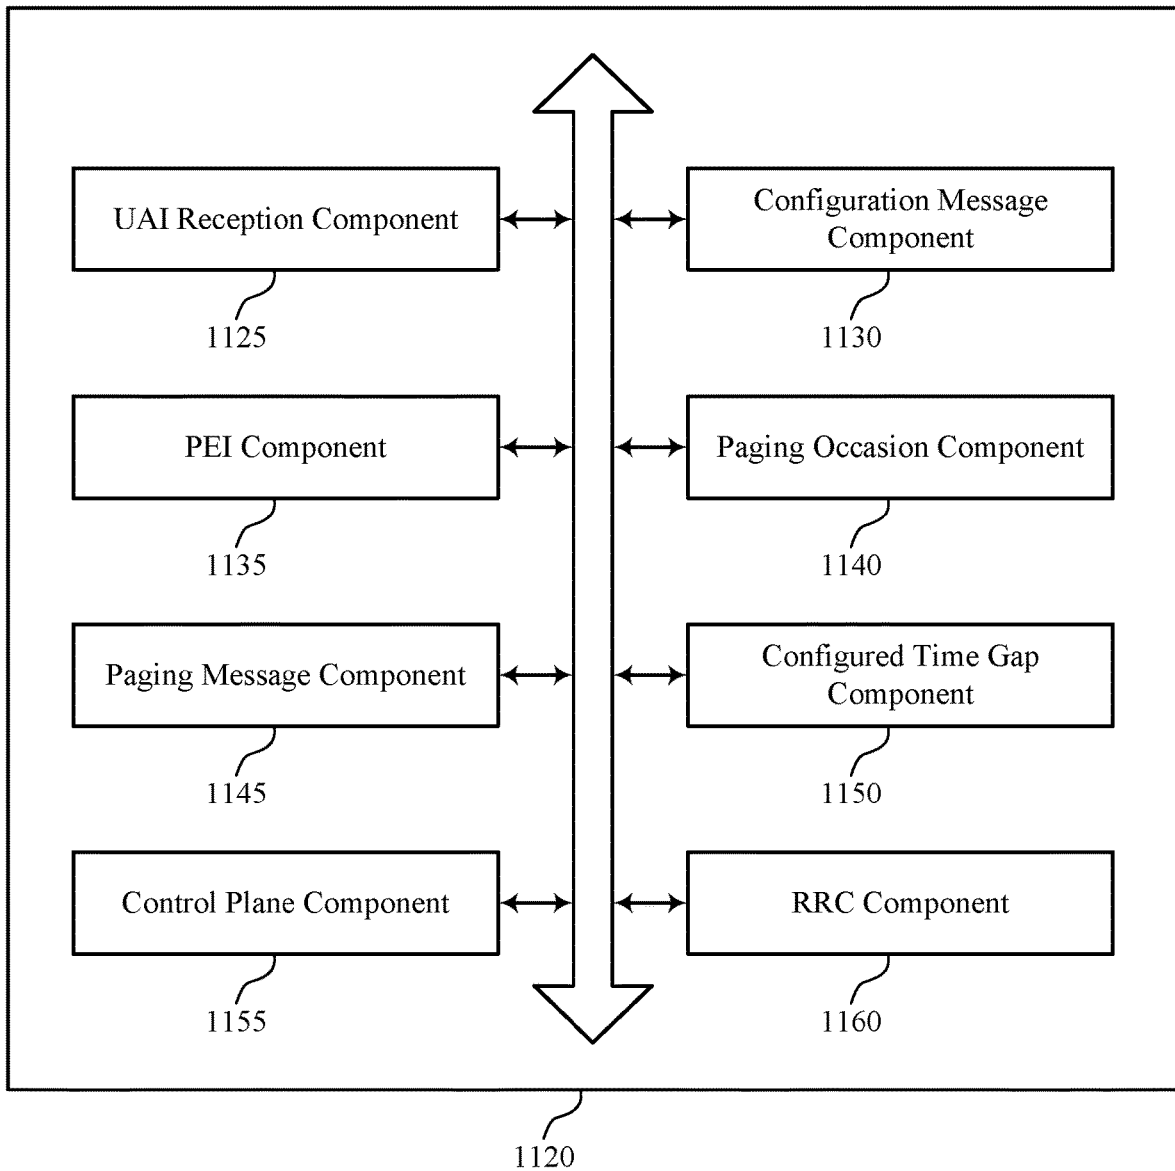 UAI Reception Component
Configuration Message
Component
1125
1130
PEI Component
Paging Occasion Component
1135
1140
Paging Message Component
Configured Time Gap
Component
1145
1150
Control Plane Component
RRC Component
1155
1160
1120